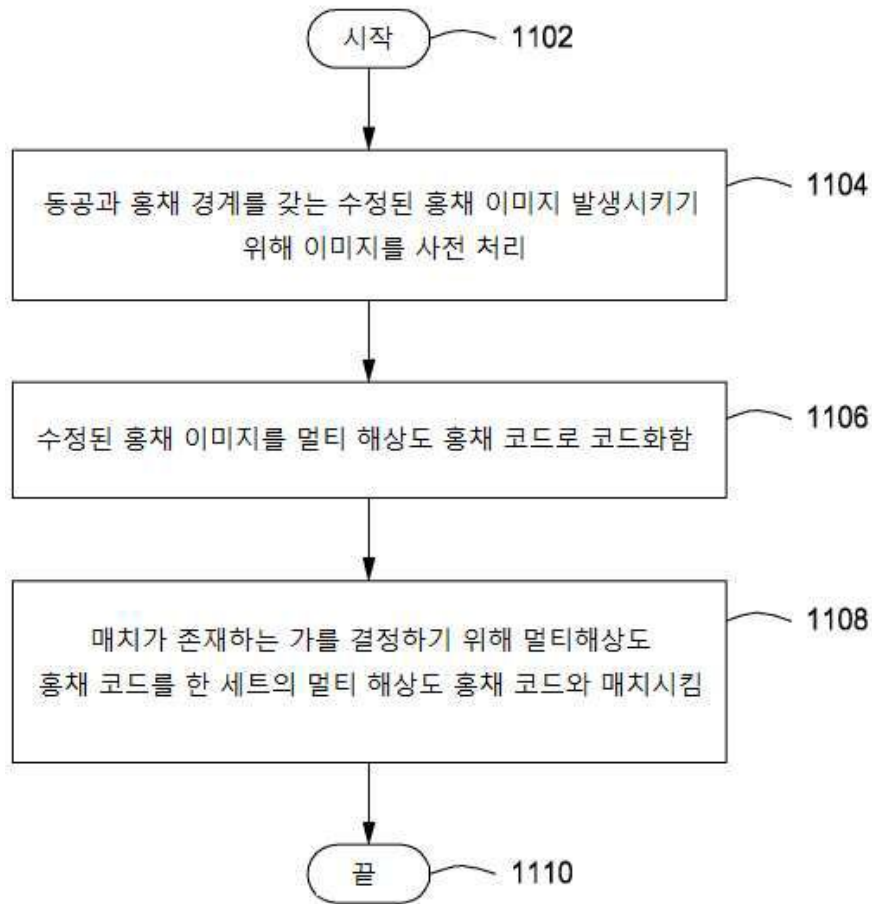 시작
1102
1104
동공과 홍채 경계를 갖는 수정된 홍채 이미지 발생시키기
위해 이미지를 사전 처리
1106
수정된 홍채 이미지를 멀티 해상도 홍채 코드로 코드화함
1108
매치가 존재하는 가를 결정하기 위해 멀티해상도
홍채 코드를 한 세트의 멀티 해상도 홍채 코드와 매치시킴
끝
1110